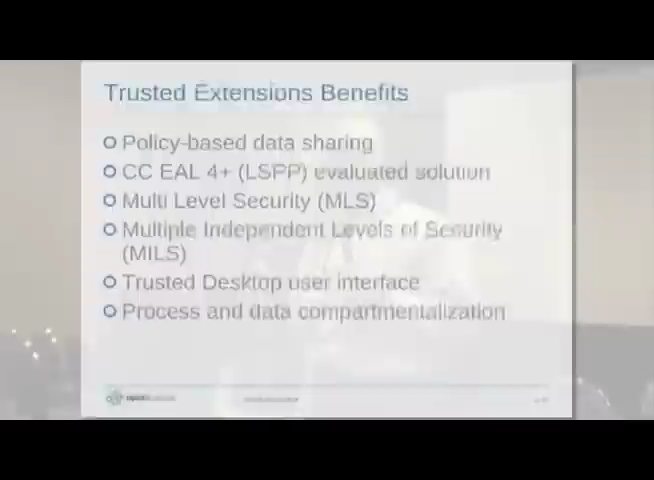 Trusted Extensions Benefits
Policy-based data sharing
CC EAL 4+ (LSPP) evaluated solution
Multi Level Security (MLS)
Multiple Independent Levels of Security
(MILS)
Trusted Desktop user interface
Process and data compartmentalization